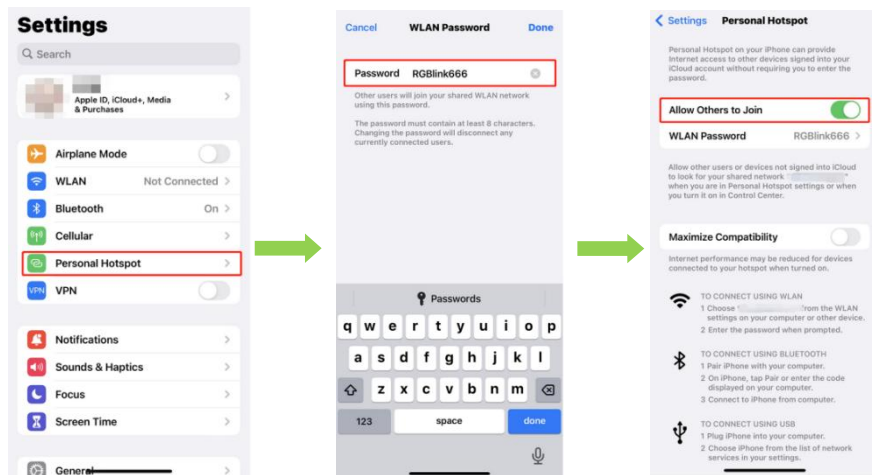 Settings
Search
Apple ID, iCloud+, Media
& Purchases
Airplane Mode
WLAN Not Connected
Bluetooth On
Cellular
Personal Hotspot
VPN VPN
Notifications
Sounds & Haptics
Focus
Screen Time
General
Cancel WLAN Password Done
Password RGBlink666
Other users will join your shared WLAN network
using this password.
The password must contain at least 8 characters.
Changing the password will disconnect any
currently connected users.
Passwords
q w e r t y u i o p
a s d f g h j k l
z x c v b n m
123 space done
Settings Personal Hotspot
Personal Hotspot on your iPhone can provide
Internet access to other devices signed into your
iCloud account without requiring you to enter the
password.
Allow Others to Join
WLAN Password RGBlink666
Allow other users or devices not signed into iCloud
to look for your shared network " "
when you are in Personal Hotspot settings or when
you turn it on in Control Center.
Maximize Compatibility
Internet performance may be reduced for devices
connected to your hotspot when turned on.
TO CONNECT USING WLAN
1 Choose " from the WLAN
settings on your computer or other device.
2 Enter the password when prompted.
TO CONNECT USING BLUETOOTH
1 Pair iPhone with your computer.
2 On iPhone, tap Pair or enter the code
displayed on your computer.
3 Connect to iPhone from computer.
TO CONNECT USING USB
1 Plug iPhone into your computer.
2 Choose iPhone from the list of network
services in your settings.